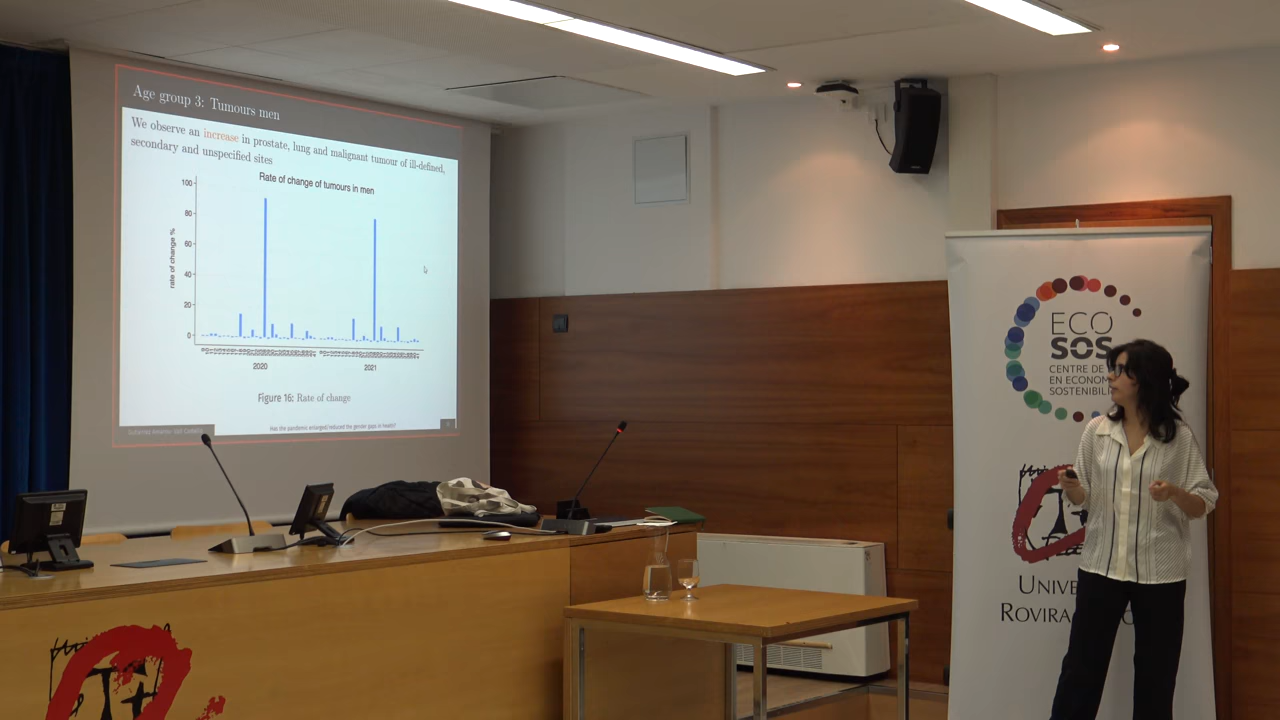 Age group 3: Tumours men
We observe an increase in prostate, lung and malignant tumour of ill-defined,
secondary and unspecified sites
Rate of change of tumours in men
rate of change %
100
80
60
40
20
0
2020
2021
Figure 16: Rate of change
Has the pandemic enlarged/reduced the gender gaps in health?
ECO
SOS
CENTRE DE
EN ECONOM
SOSTENIBIL
UNIVE
ROVIRA